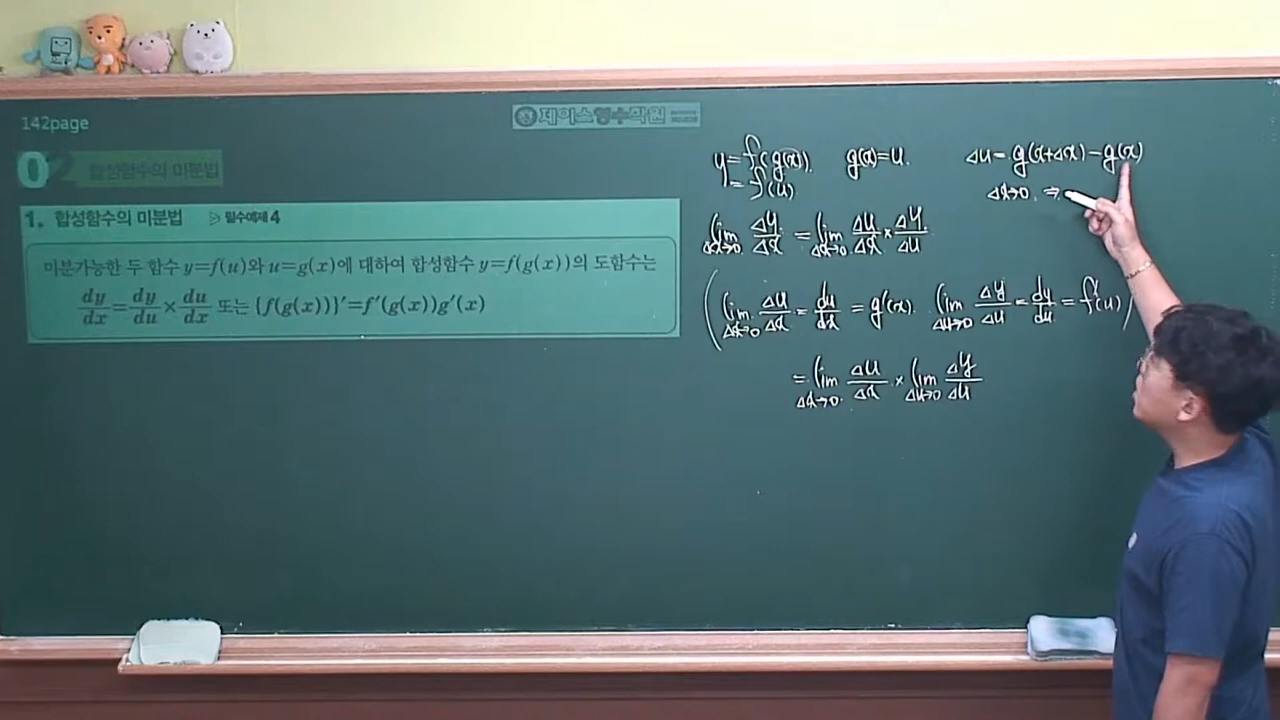 142page
제이스영수학원
02 합성함수의 미분법
1. 합성함수의 미분법 ▷ 필수예제 4
미분가능한 두 함수 y=f(u)와 u=g(x)에 대하여 합성함수 y=f(g(x))의 도함수는
dy/dx = dy/du × du/dx 또는 {f(g(x))}′=f′(g(x))g′(x)
y=f(g(x)). g(x)=u.
=f(u)
Δu=g(x+Δx)-g(x)
Δx→0. ⇒
lim Δx→0 Δy/Δx = lim Δx→0 Δu/Δx × Δy/Δu
( lim Δx→0 Δu/Δx = du/dx = g′(x). lim Δu→0 Δy/Δu = dy/du = f′(u) )
= lim Δx→0 Δu/Δx × lim Δu→0 Δy/Δu